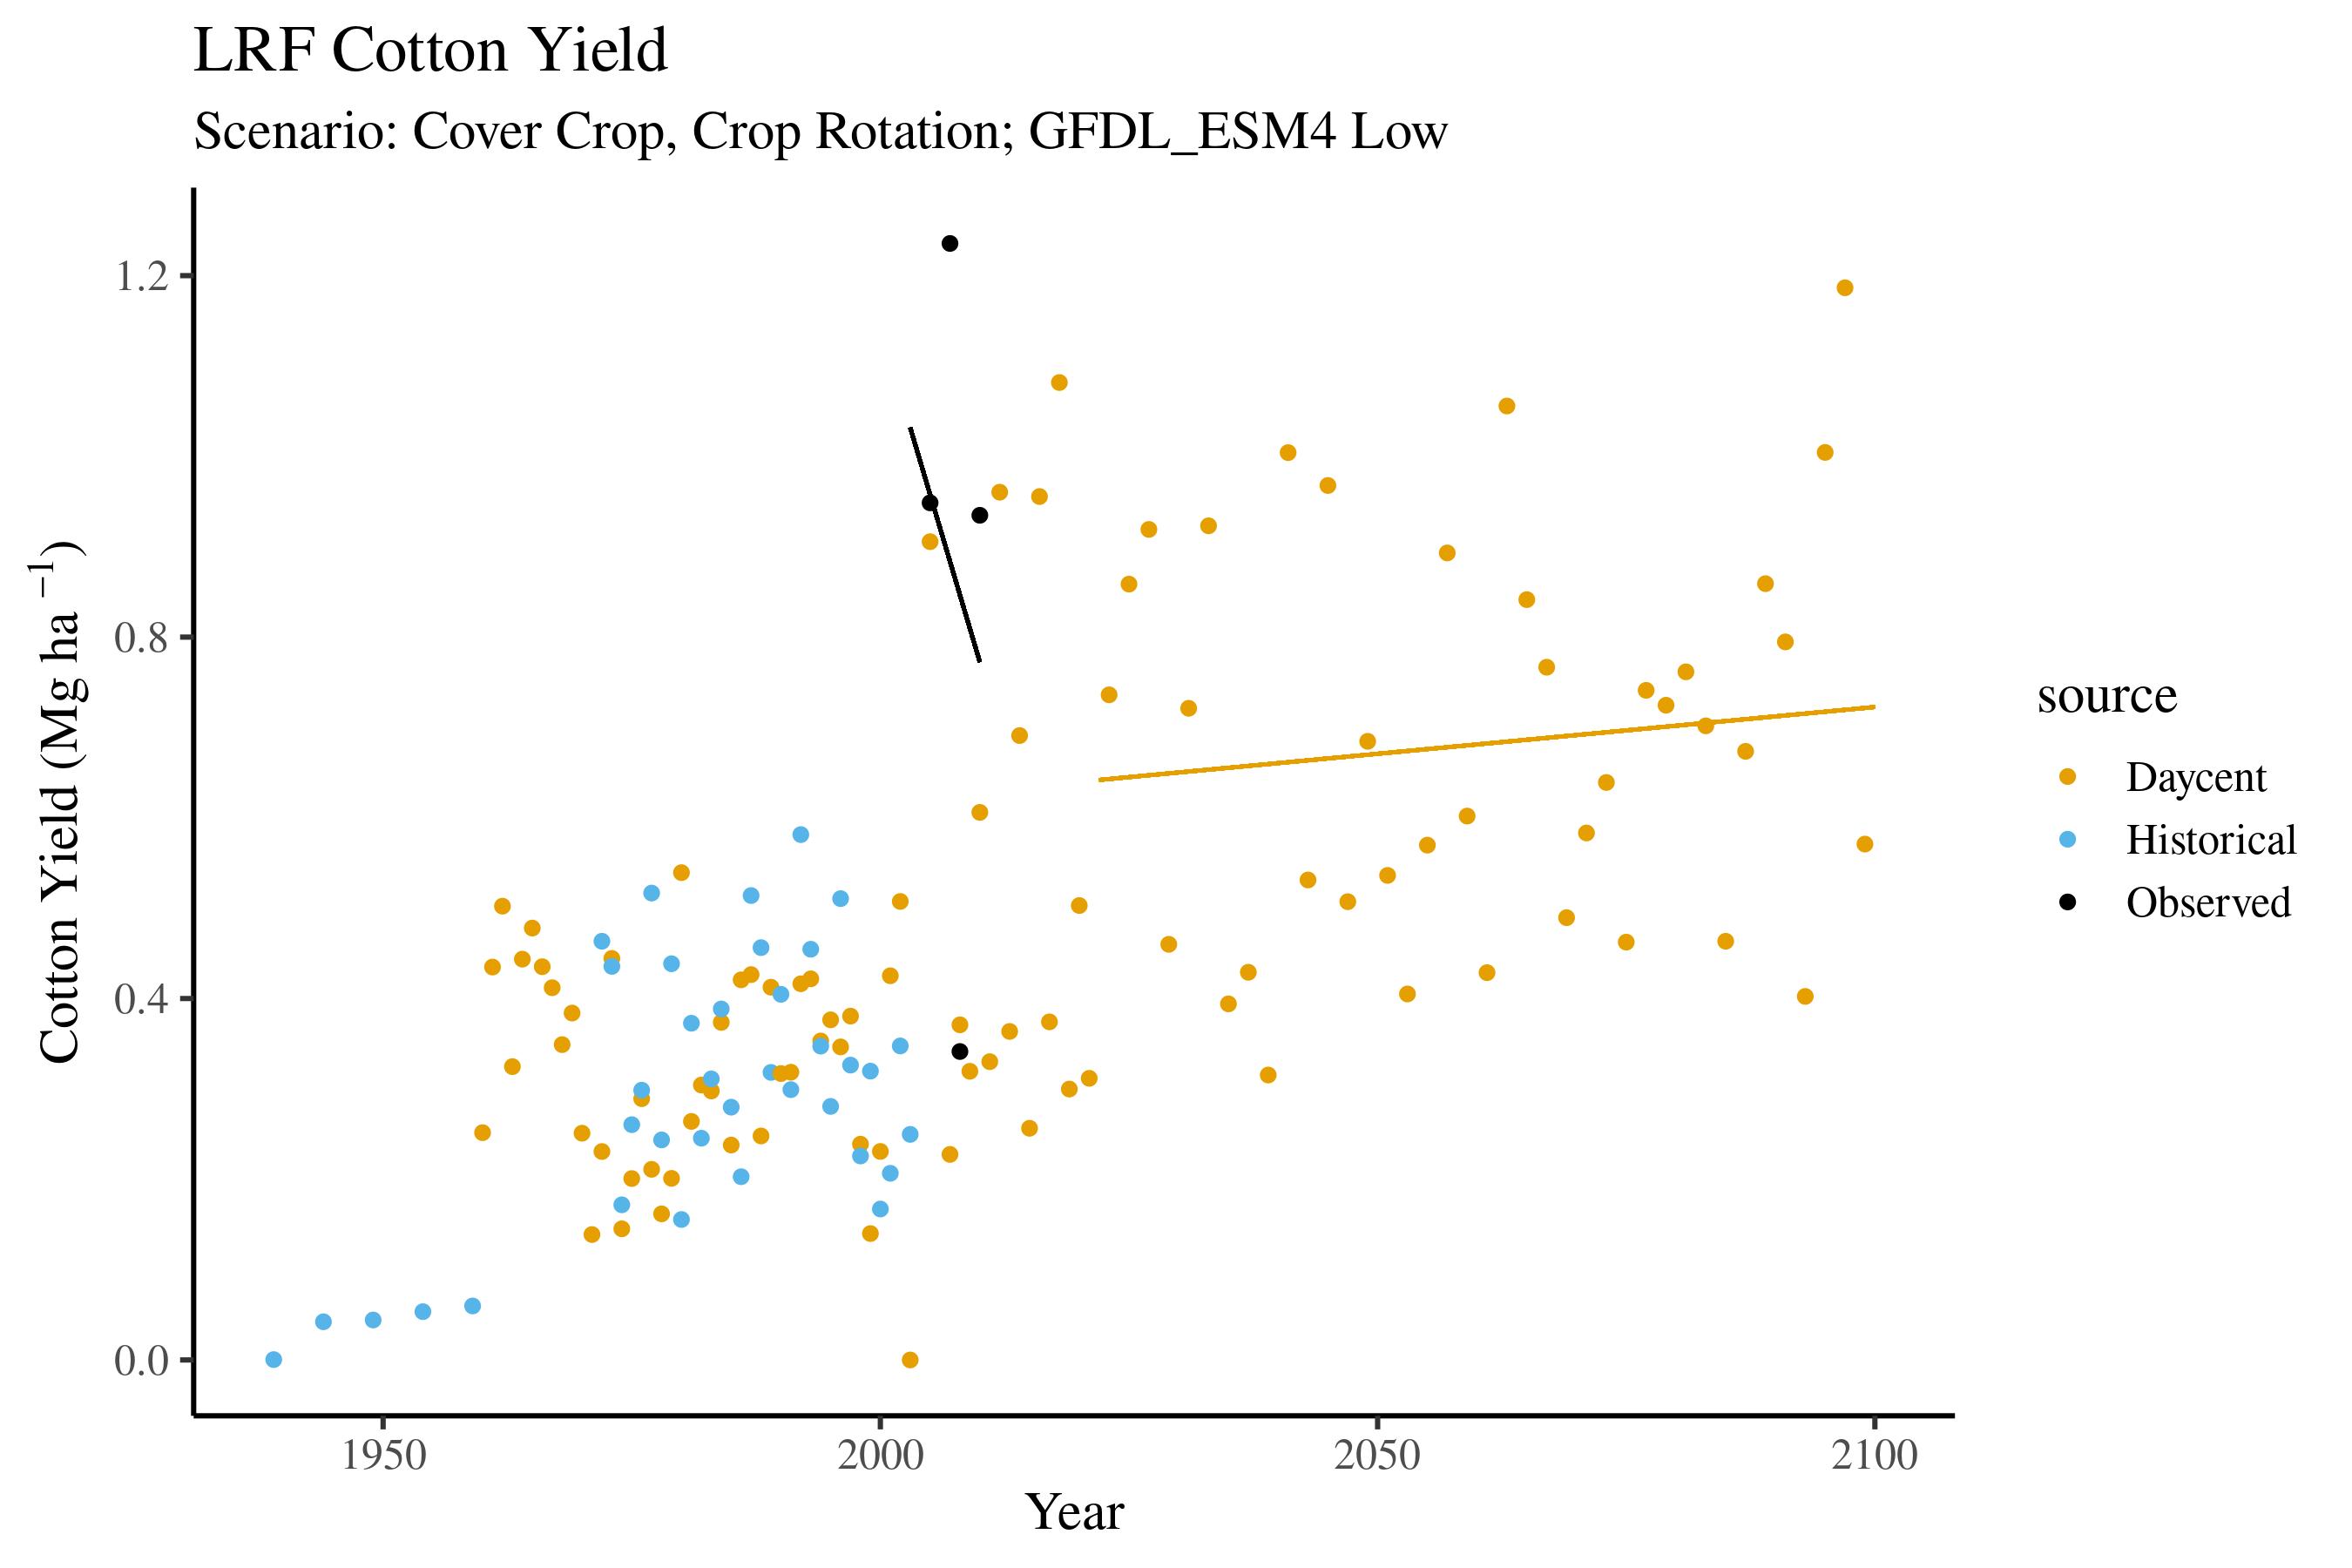 LRF Cotton Yield
Scenario: Cover Crop, Crop Rotation; GFDL_ESM4 Low
Cotton Yield (Mg ha −1)
1.2
0.8
0.4
0.0
1950
2000
2050
2100
Year
source
Daycent
Historical
Observed